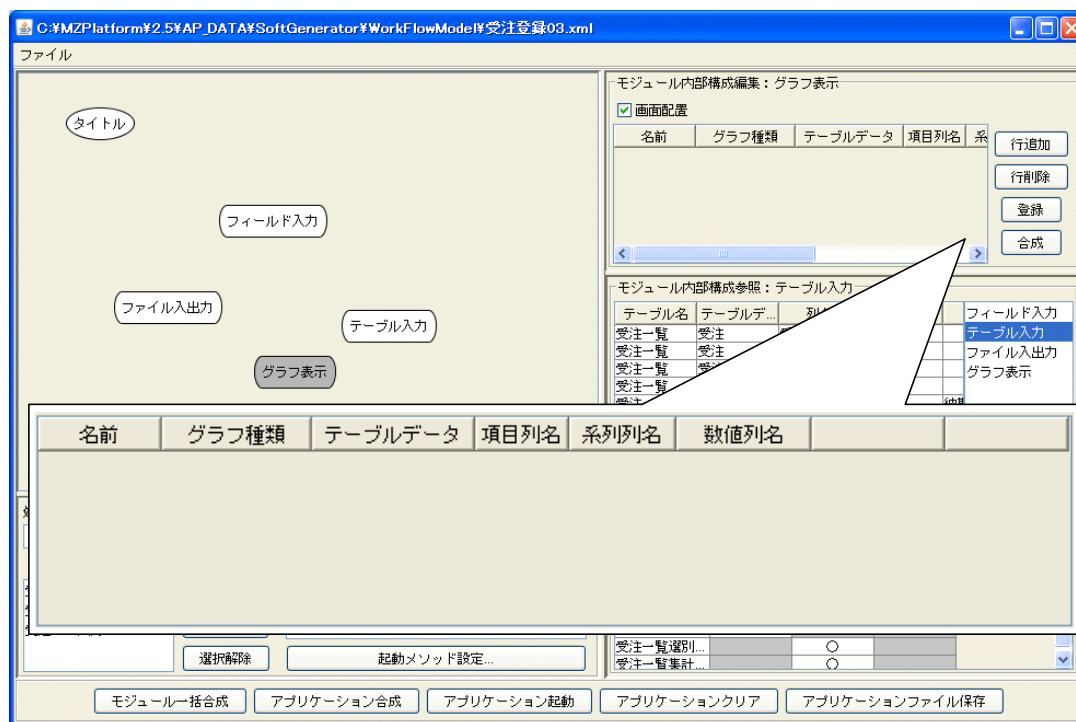 C:¥MZPlatform¥2.5¥AP_DATA¥SoftGenerator¥WorkFlowModel¥受注登録03.xml
ファイル
タイトル
フィールド入力
ファイル入出力
テーブル入力
グラフ表示
モジュール内部構成編集：グラフ表示
画面配置
名前 グラフ種類 テーブルデータ 項目列名 系
行追加
行削除
登録
合成
モジュール内部構成参照：テーブル入力
テーブル名 テーブルデ...
受注一覧 受注
受注一覧 受注
受注一覧
受注一覧
フィールド入力
テーブル入力
ファイル入出力
グラフ表示
名前 グラフ種類 テーブルデータ 項目列名 系列列名 数値列名
選択解除
起動メソッド設定...
受注一覧選別... ○
受注一覧集計... ○
モジュール一括合成 アプリケーション合成 アプリケーション起動 アプリケーションクリア アプリケーションファイル保存